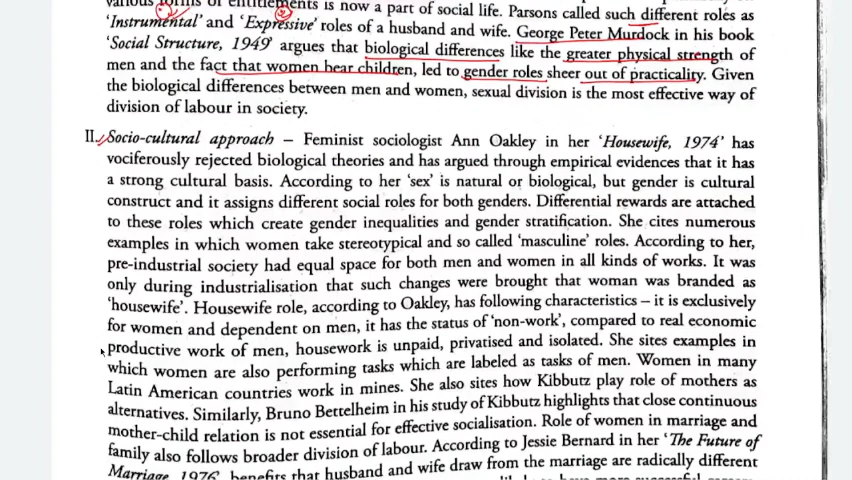 various forms of entitlements is now a part of social life. Parsons called such different roles as
'Instrumental' and 'Expressive' roles of a husband and wife. George Peter Murdock in his book
'Social Structure, 1949' argues that biological differences like the greater physical strength of
men and the fact that women bear children, led to gender roles sheer out of practicality. Given
the biological differences between men and women, sexual division is the most effective way of
division of labour in society.
II. Socio-cultural approach – Feminist sociologist Ann Oakley in her 'Housewife, 1974' has
vociferously rejected biological theories and has argued through empirical evidences that it has
a strong cultural basis. According to her 'sex' is natural or biological, but gender is cultural
construct and it assigns different social roles for both genders. Differential rewards are attached
to these roles which create gender inequalities and gender stratification. She cites numerous
examples in which women take stereotypical and so called 'masculine' roles. According to her,
pre-industrial society had equal space for both men and women in all kinds of works. It was
only during industrialisation that such changes were brought that woman was branded as
'housewife'. Housewife role, according to Oakley, has following characteristics – it is exclusively
for women and dependent on men, it has the status of 'non-work', compared to real economic
productive work of men, housework is unpaid, privatised and isolated. She sites examples in
which women are also performing tasks which are labeled as tasks of men. Women in many
Latin American countries work in mines. She also sites how Kibbutz play role of mothers as
alternatives. Similarly, Bruno Bettelheim in his study of Kibbutz highlights that close continuous
mother-child relation is not essential for effective socialisation. Role of women in marriage and
family also follows broader division of labour. According to Jessie Bernard in her 'The Future of
Marriage, 1976', benefits that husband and wife draw from the marriage are radically different